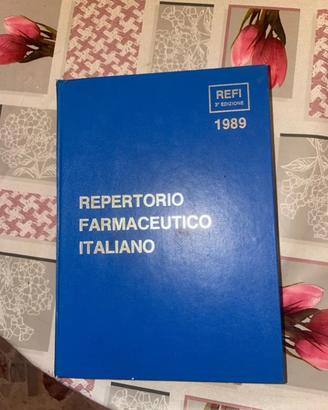 REFI
3ª EDIZIONE
1989
REPERTORIO
FARMACEUTICO
ITALIANO